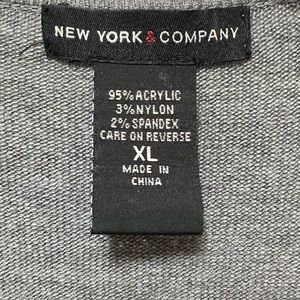 NEW YORK & COMPANY
95% ACRYLIC
3% NYLON
2% SPANDEX
CARE ON REVERSE
XL
MADE IN
CHINA